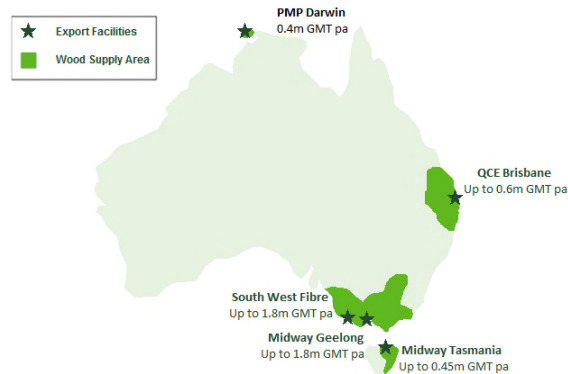 Export Facilities
Wood Supply Area
PMP Darwin
0.4m GMT pa
QCE Brisbane
Up to 0.6m GMT pa
South West Fibre
Up to 1.8m GMT pa
Midway Geelong
Up to 1.8m GMT pa
Midway Tasmania
Up to 0.45m GMT pa